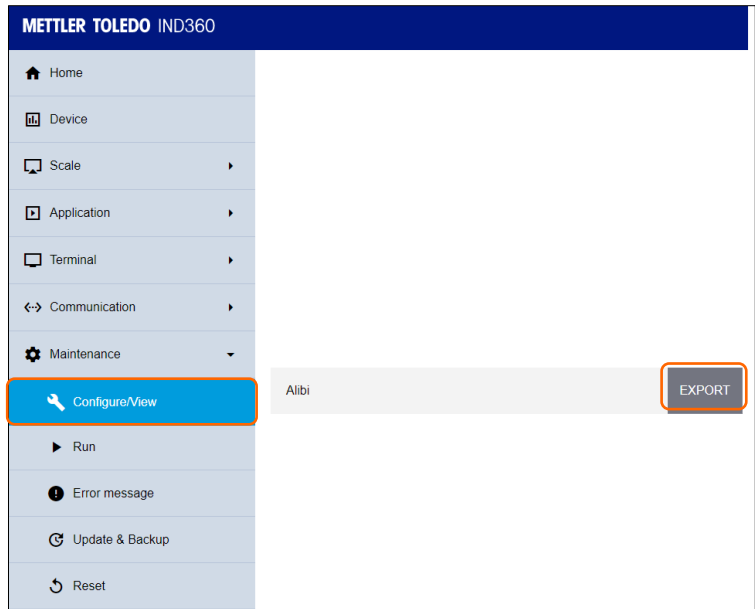 METTLER TOLEDO IND360
Home
Device
Scale
Application
Terminal
Communication
Maintenance
Configure/View
Alibi
EXPORT
Run
Error message
Update & Backup
Reset